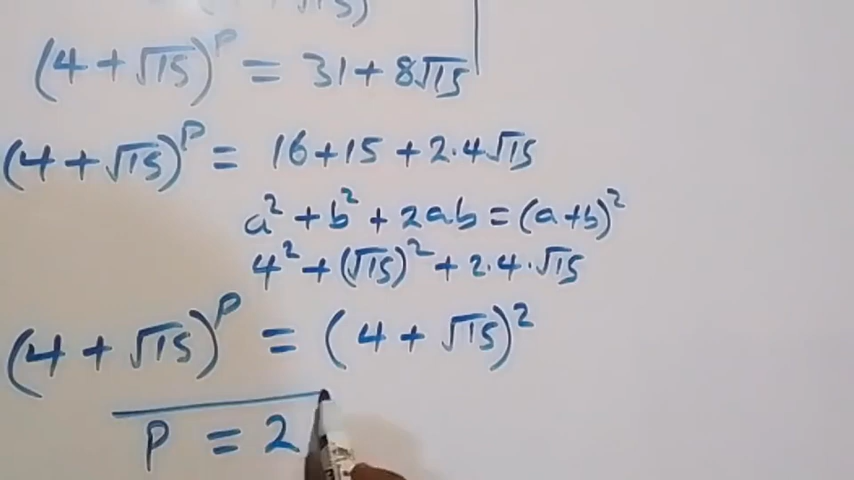 √15)
(4 + √15)^P = 31 + 8√15
(4 + √15)^P = 16 + 15 + 2·4√15
a² + b² + 2ab = (a + b)²
4² + (√15)² + 2·4·√15
(4 + √15)^P = (4 + √15)²
P = 2